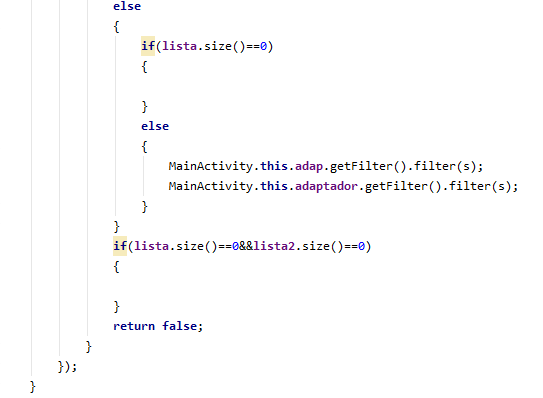 else
{
if(lista.size()==0)
{
}
else
{
MainActivity.this.adap.getFilter().filter(s);
MainActivity.this.adaptador.getFilter().filter(s);
}
}
if(lista.size()==0&&lista2.size()==0)
{
}
return false;
}
});
}